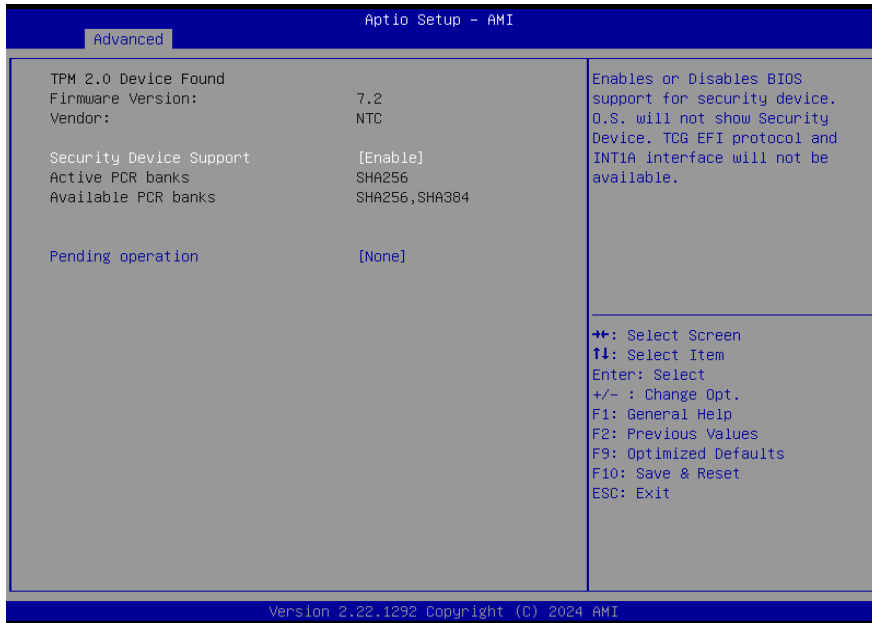 Aptio Setup – AMI
Advanced
TPM 2.0 Device Found
Firmware Version: 7.2
Vendor: NTC
Security Device Support [Enable]
Active PCR banks SHA256
Available PCR banks SHA256,SHA384
Pending operation [None]
Enables or Disables BIOS
support for security device.
O.S. will not show Security
Device. TCG EFI protocol and
INT1A interface will not be
available.
→←: Select Screen
↑↓: Select Item
Enter: Select
+/- : Change Opt.
F1: General Help
F2: Previous Values
F9: Optimized Defaults
F10: Save & Reset
ESC: Exit
Version 2.22.1292 Copyright (C) 2024 AMI